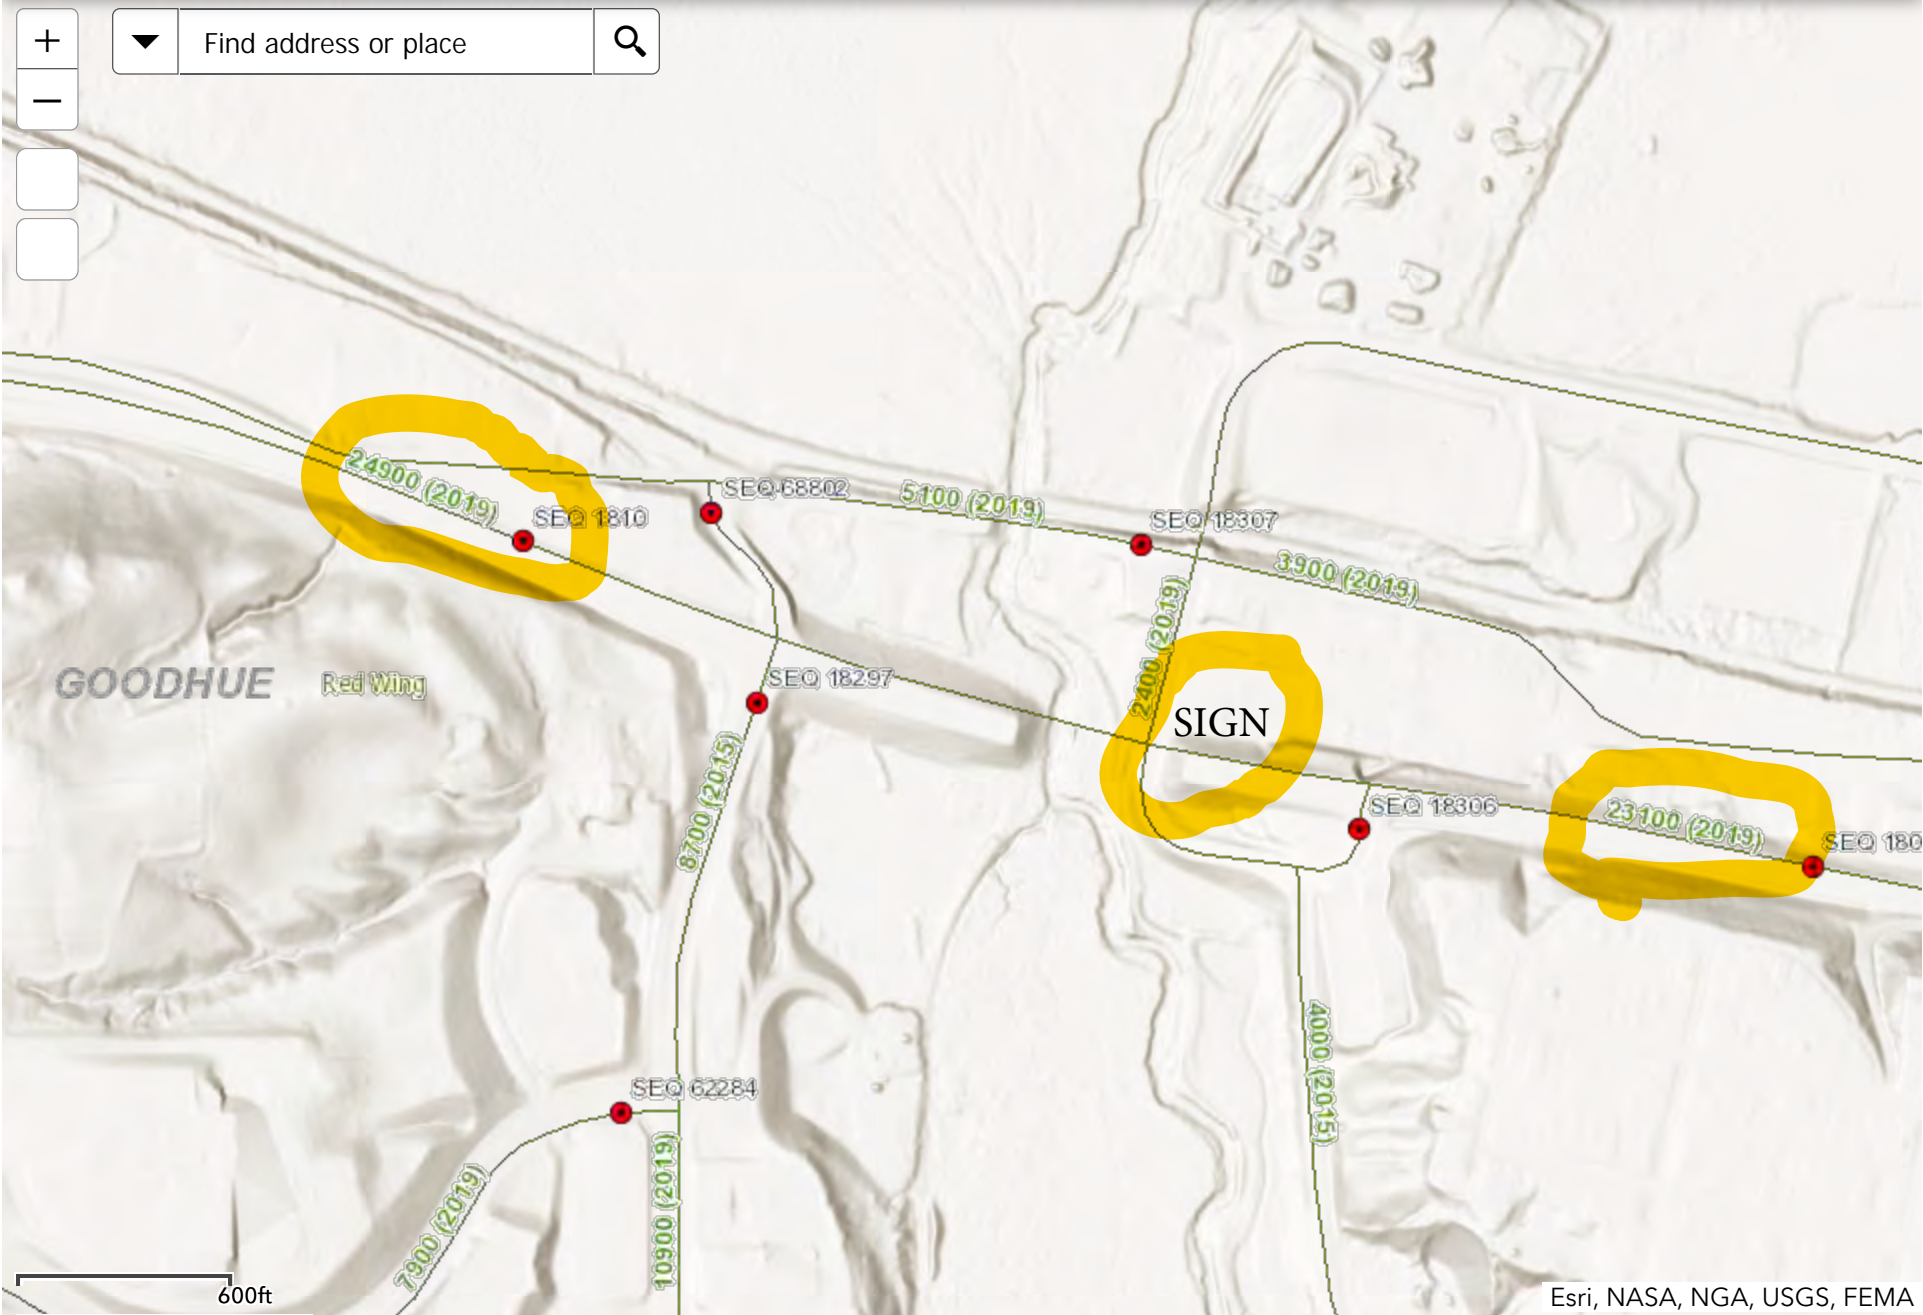 Find address or place
24900 (2019)
SEQ 68802
5100 (2019)
SEQ 1810
SEQ 18307
3900 (2019)
2400 (2019)
GOODHUE
Red Wing
SEQ 18297
SIGN
8700 (2015)
SEQ 18306
23100 (2019)
SEQ 180
4000 (2015)
SEQ 62284
7900 (2019)
10900 (2019)
600ft
Esri, NASA, NGA, USGS, FEMA